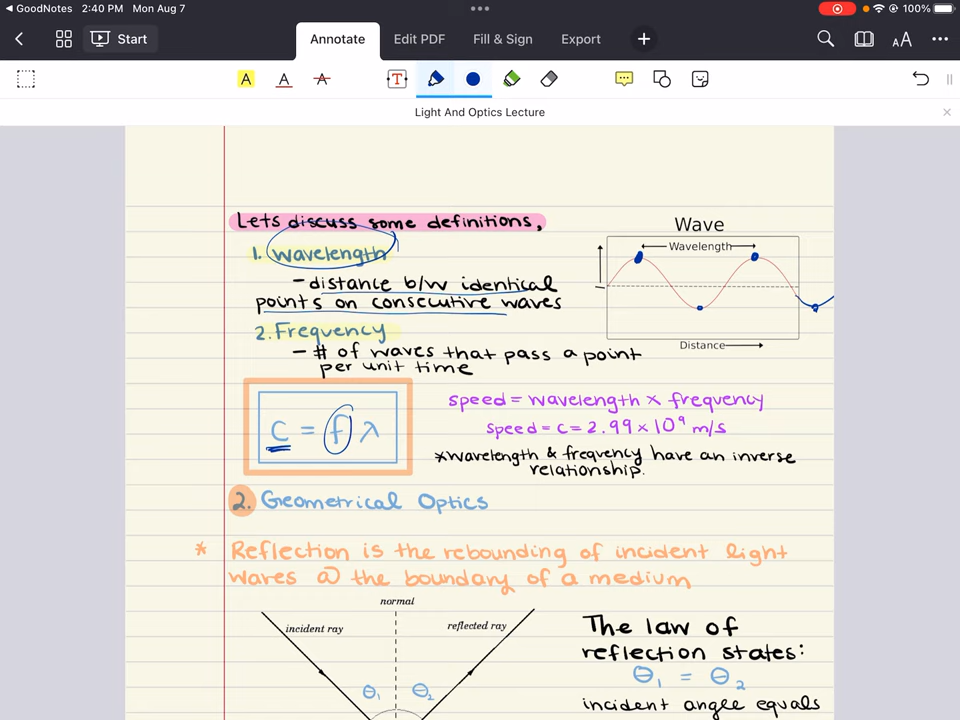 GoodNotes 2:40 PM Mon Aug 7 100%
Start Annotate Edit PDF Fill & Sign Export
A A A T
Light And Optics Lecture
Lets discuss some definitions,
1. wavelength
- distance b/w identical
points on consecutive waves
2. Frequency
- # of waves that pass a point
per unit time
Wave
Wavelength
Distance
C = f λ
speed = wavelength x frequency
speed = c = 2.99 x 10⁹ m/s
*wavelength & frequency have an inverse
relationship.
2. Geometrical Optics
* Reflection is the rebounding of incident light
waves @ the boundary of a medium
normal
incident ray
reflected ray
θ₁ θ₂
The law of
reflection states:
θ₁ = θ₂
incident angle equals